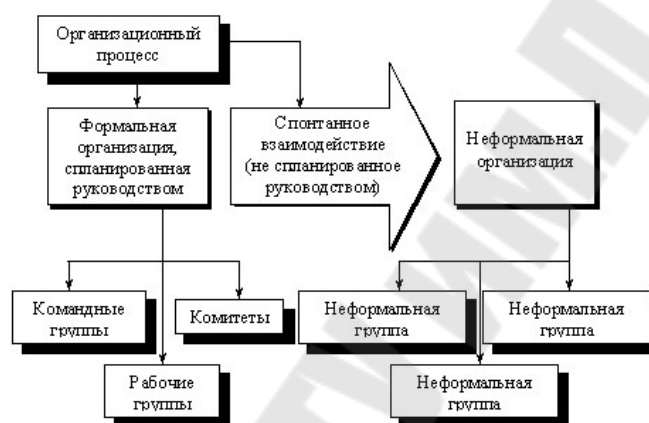 Организационный
процесс
Формальная
организация,
спланированная
руководством
Спонтанное
взаимодействие
(не спланированное
руководством)
Неформальная
организация
Командные
группы
Комитеты
Неформальная
группа
Неформальная
группа
Рабочие
группы
Неформальная
группа